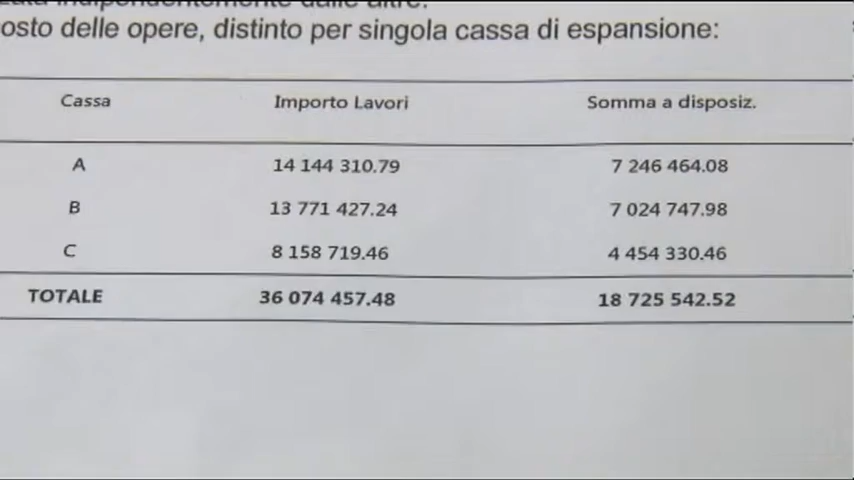 osto delle opere, distinto per singola cassa di espansione:
Cassa Importo Lavori Somma a disposiz.
A 14 144 310.79 7 246 464.08
B 13 771 427.24 7 024 747.98
C 8 158 719.46 4 454 330.46
TOTALE 36 074 457.48 18 725 542.52